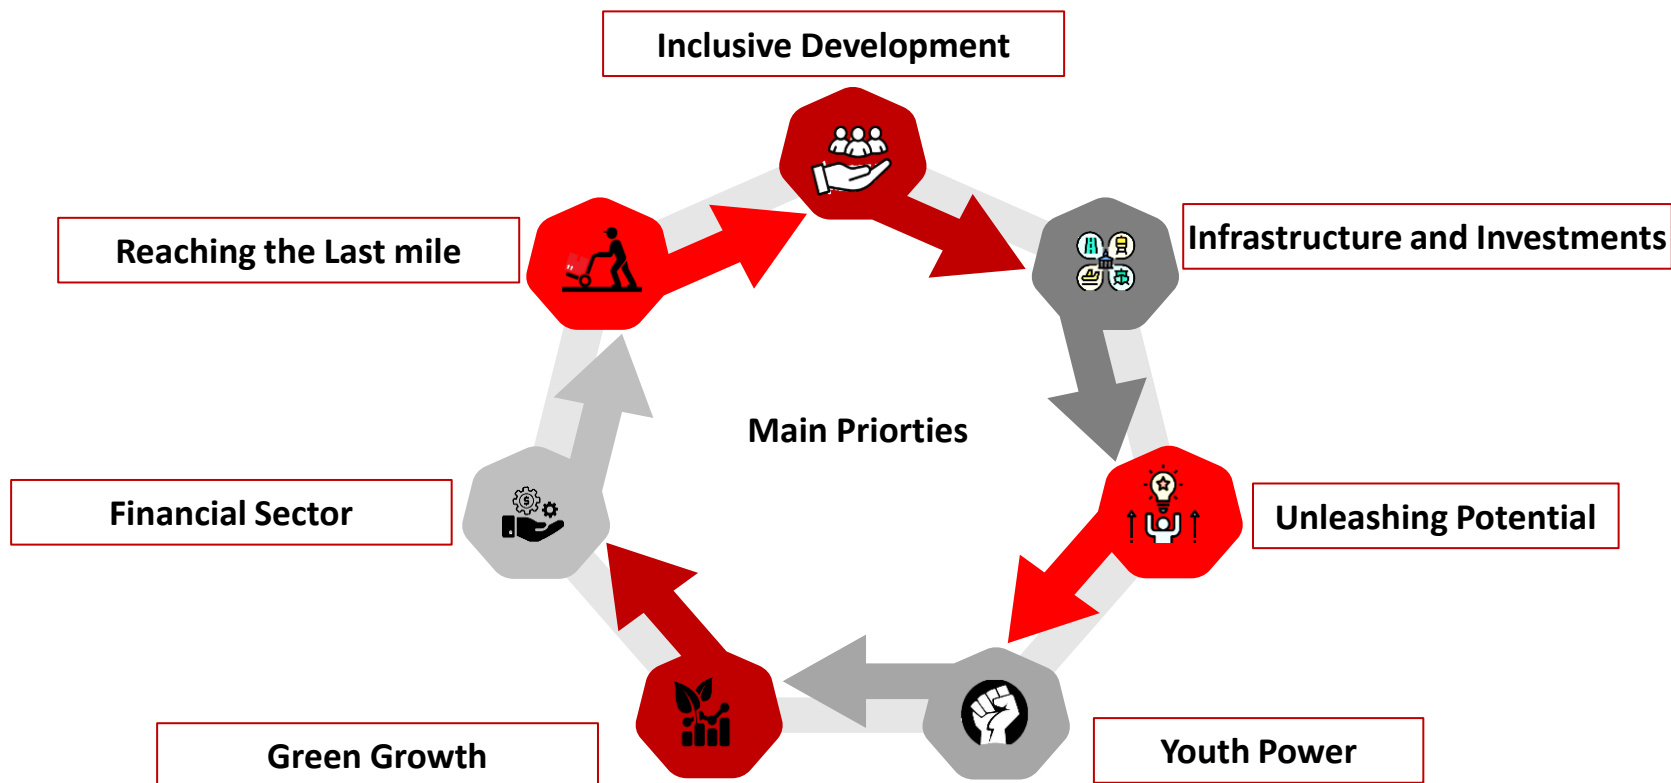 Inclusive Development
Reaching the Last mile
Infrastructure and Investments
Main Priorties
Financial Sector
Unleashing Potential
Green Growth
Youth Power